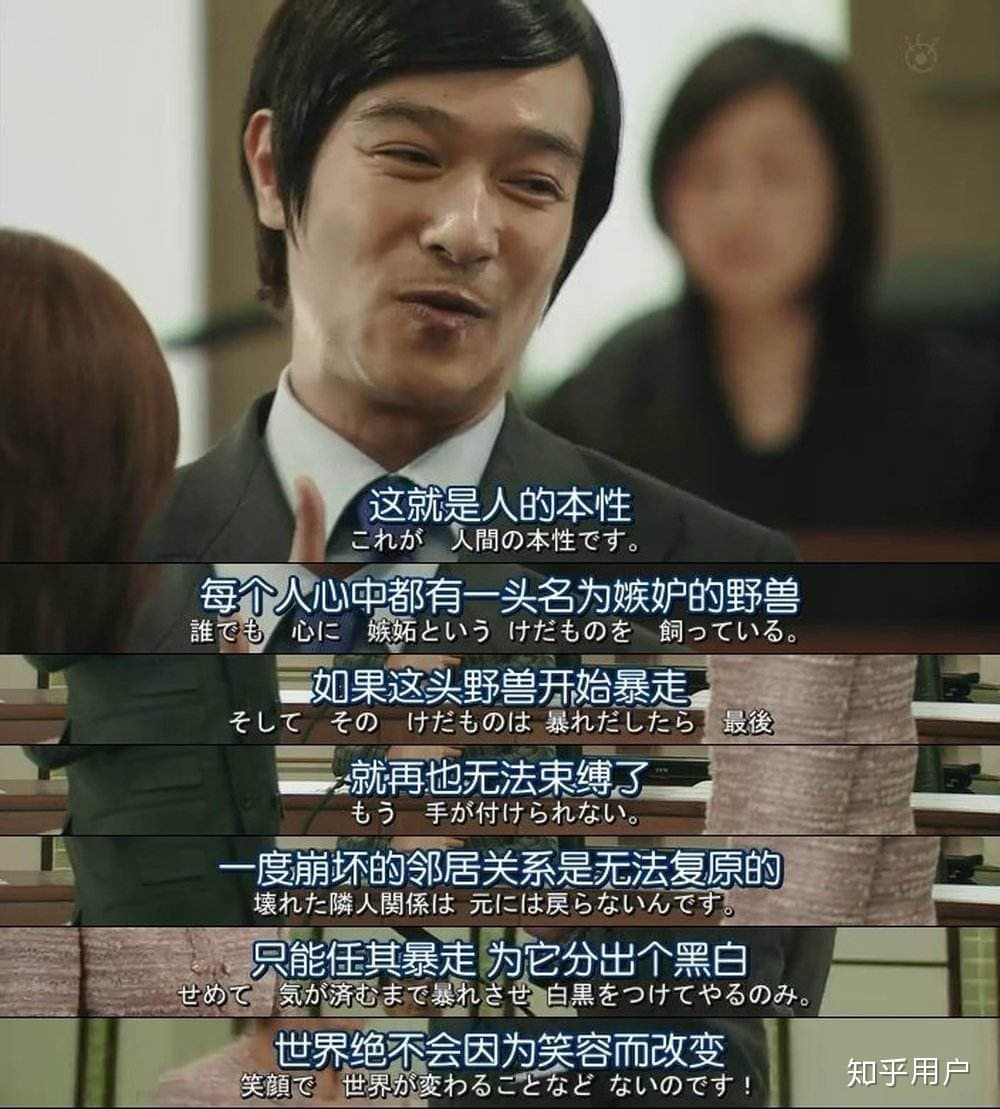 这就是人的本性
これが 人間の本性です。
每个人心中都有一头名为嫉妒的野兽
誰でも 心に 嫉妬という けだものを 飼っている。
如果这头野兽开始暴走
そして その けだものは 暴れだしたら 最後
就再也无法束缚了
もう 手が付けられない。
一度崩坏的邻居关系是无法复原的
壊れた隣人関係は 元には戻らないんです。
只能任其暴走 为它分出个黑白
せめて 気が済むまで暴れさせ 白黒をつけてやるのみ。
世界绝不会因为笑容而改变
笑顔で 世界が変わることなど ないのです！
知乎用户